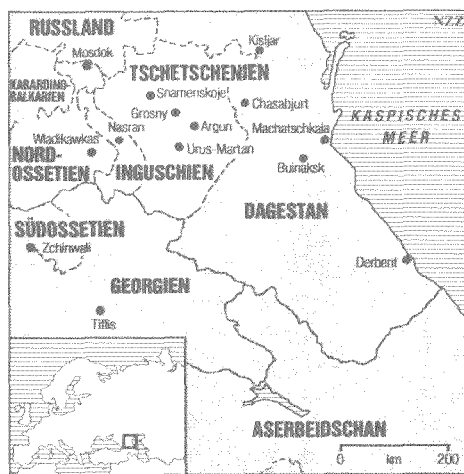 NZZ
RUSSLAND
Kisljar
Mosdok
TSCHETSCHENIEN
KABARDINO-
BALKARIEN
Snamenskoje
Chasabjurt
Grosny
KASPISCHES
MEER
Argun
Machatschkala
Wladikawkas
Nasran
Urus-Martan
NORD-
OSSETIEN
INGUSCHIEN
Buinaksk
DAGESTAN
SÜDOSSETIEN
Zchinwali
Derbent
GEORGIEN
Tiflis
ASERBEIDSCHAN
0 km 200